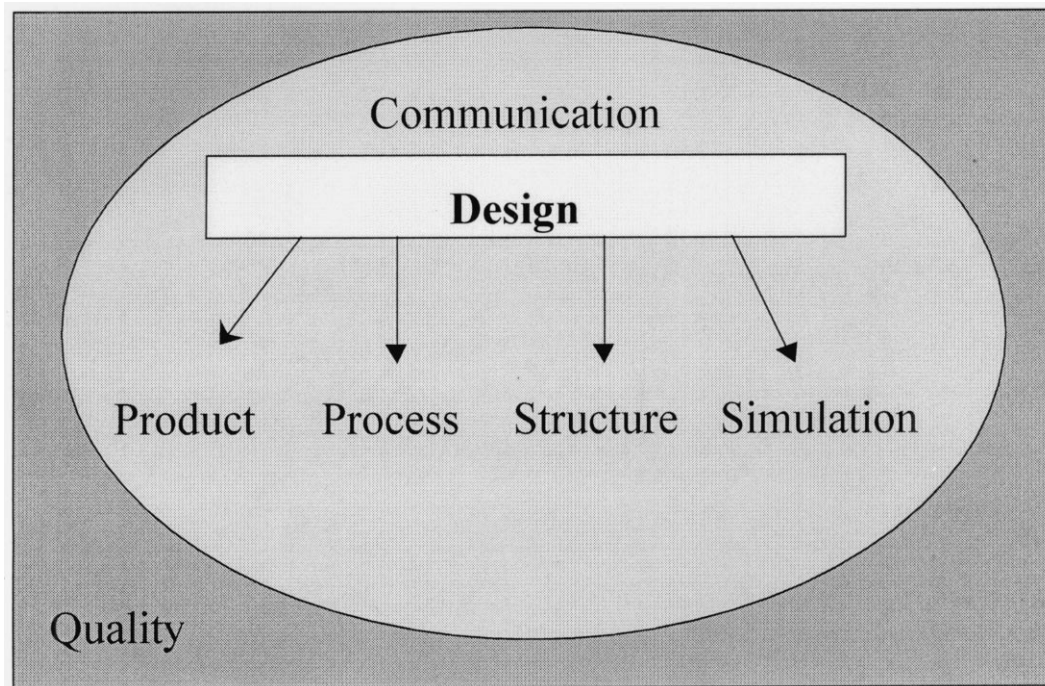 Communication
Design
Product Process Structure Simulation
Quality